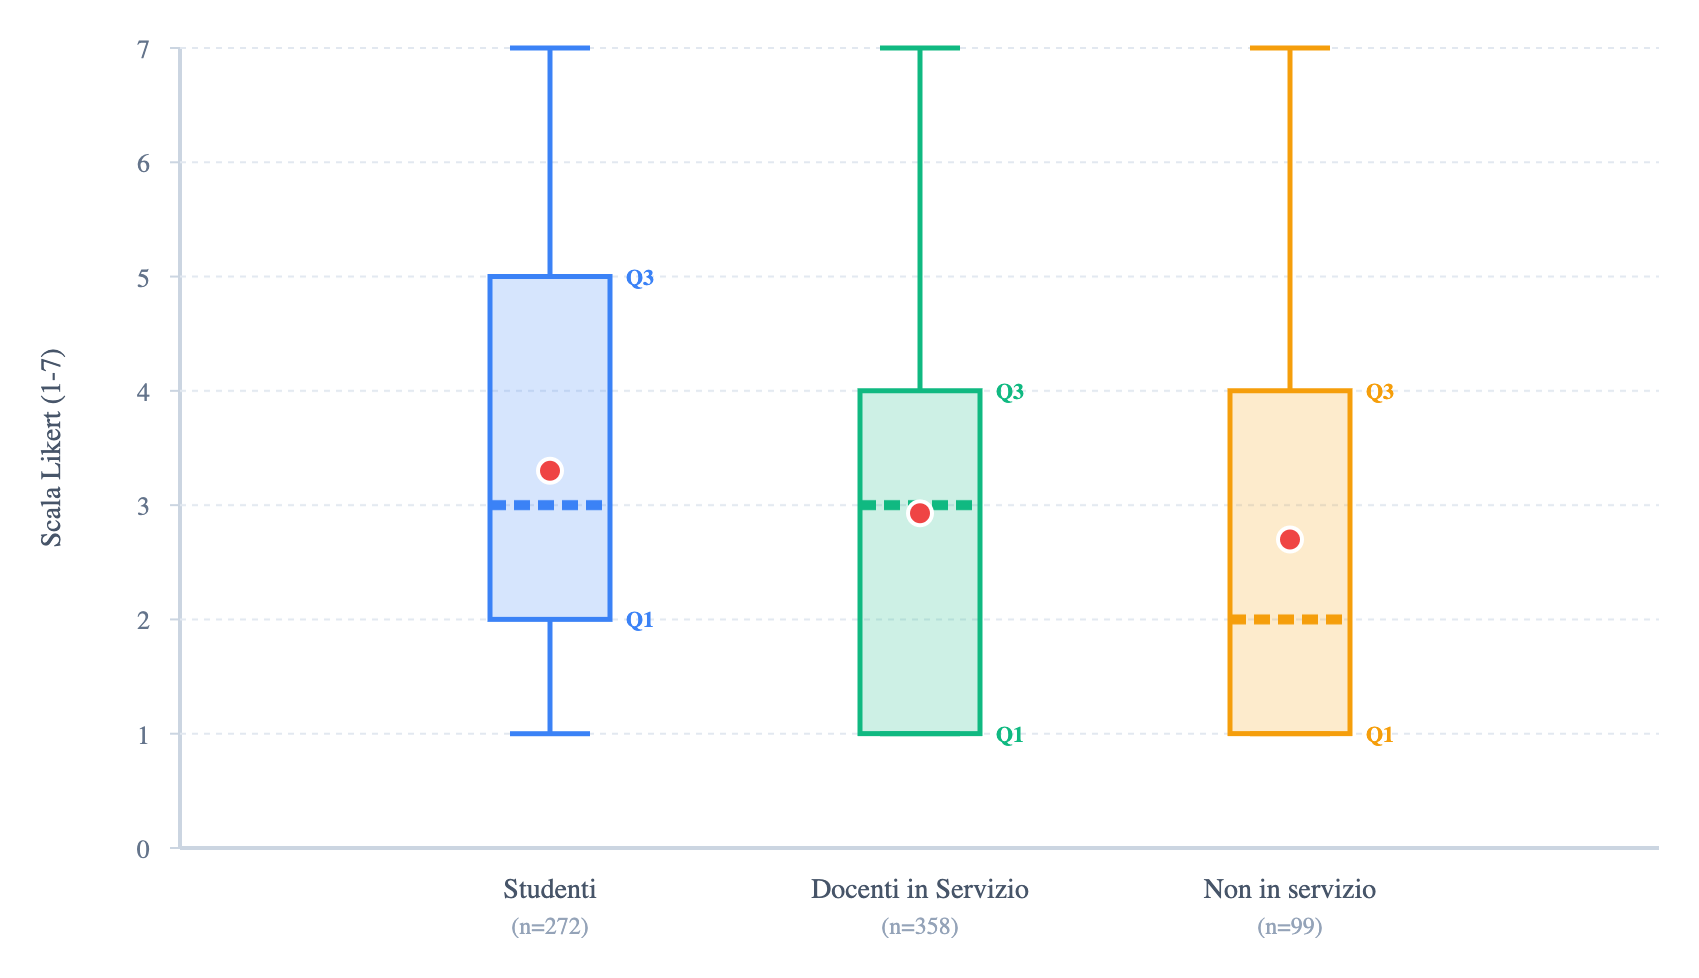 7
6
5
4
3
2
1
0
Scala Likert (1-7)
Q3
Q1
Q3
Q1
Q3
Q1
Studenti
(n=272)
Docenti in Servizio
(n=358)
Non in servizio
(n=99)